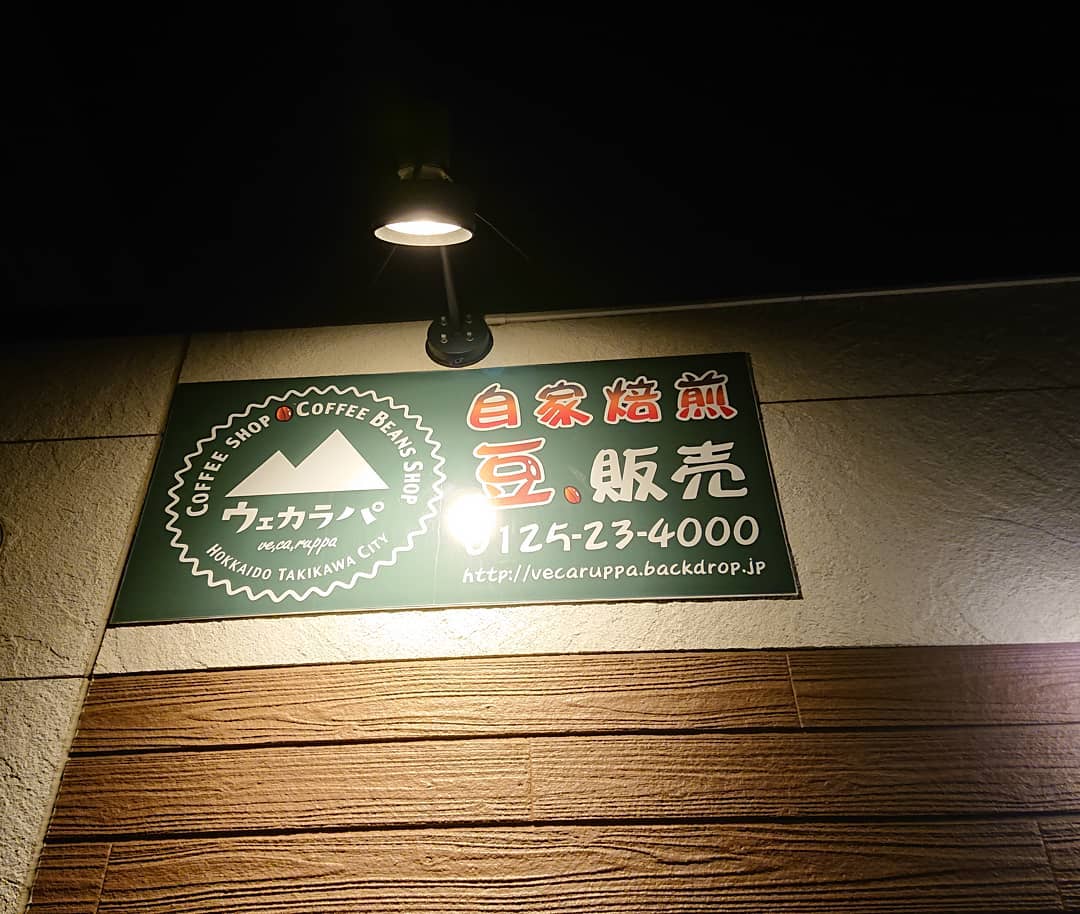 COFFEE SHOP COFFEE BEANS SHOP
ウェカラパ
ve,ca,ruppa
HOKKAIDO TAKIKAWA CITY
自家焙煎
豆 販売
0125-23-4000
http://vecaruppa.backdrop.jp